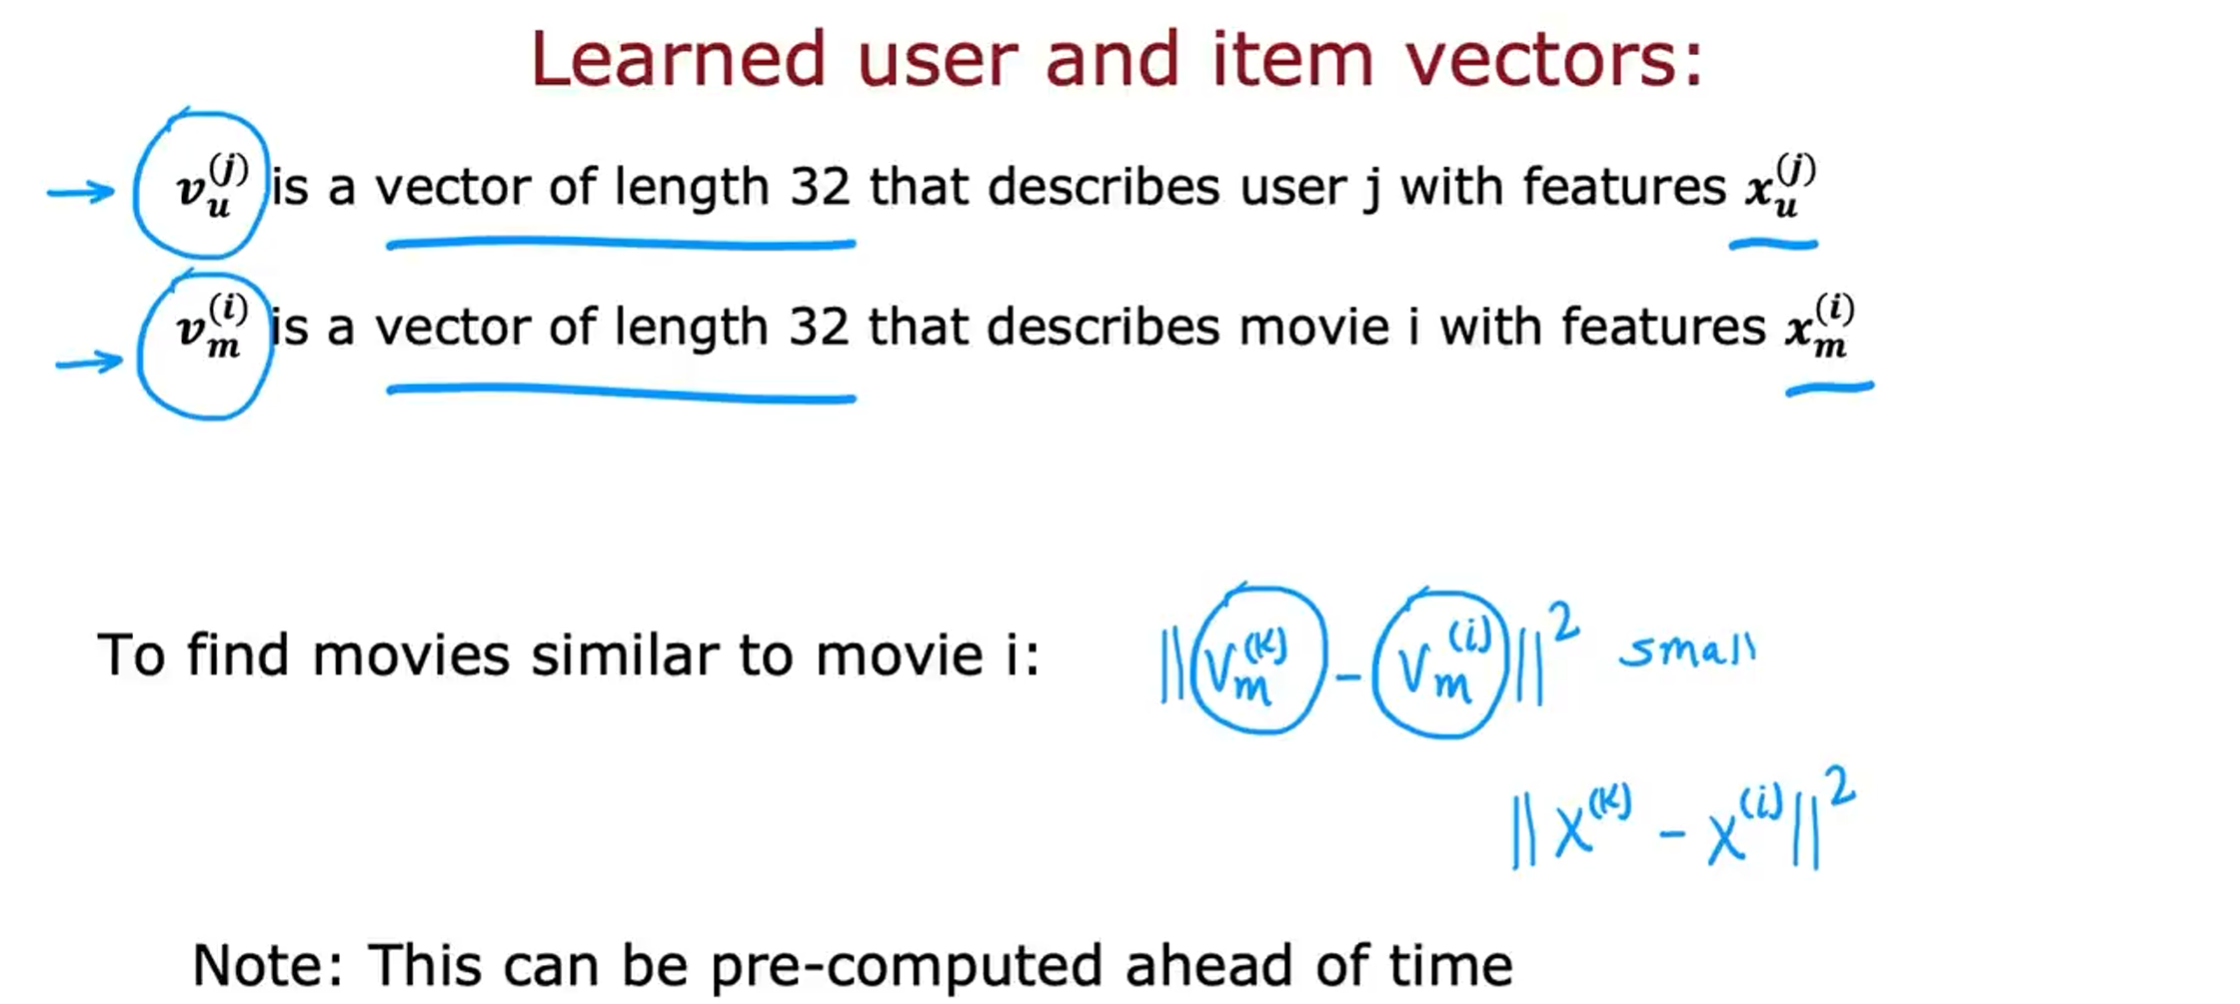 Learned user and item vectors:
v_u^(j) is a vector of length 32 that describes user j with features x_u^(j)
v_m^(i) is a vector of length 32 that describes movie i with features x_m^(i)
To find movies similar to movie i: ||v_m^(k) - v_m^(i)||^2 small
||x^(k) - x^(i)||^2
Note: This can be pre-computed ahead of time